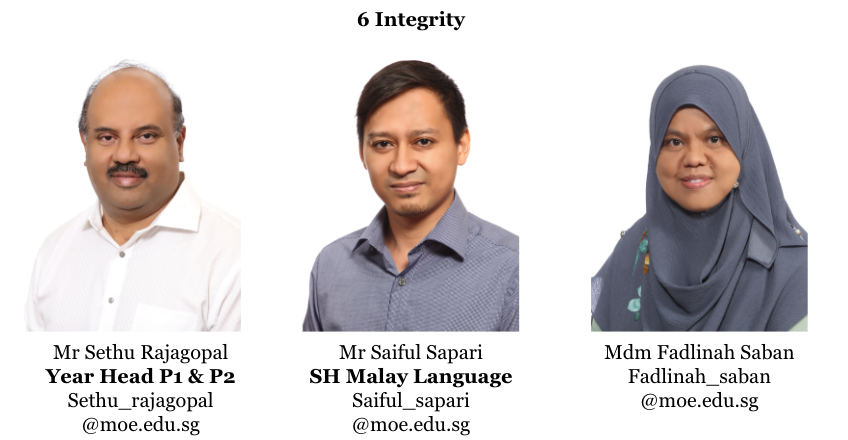 6 Integrity
Mr Sethu Rajagopal
Year Head P1 & P2
Sethu_rajagopal
@moe.edu.sg
Mr Saiful Sapari
SH Malay Language
Saiful_sapari
@moe.edu.sg
Mdm Fadlinah Saban
Fadlinah_saban
@moe.edu.sg